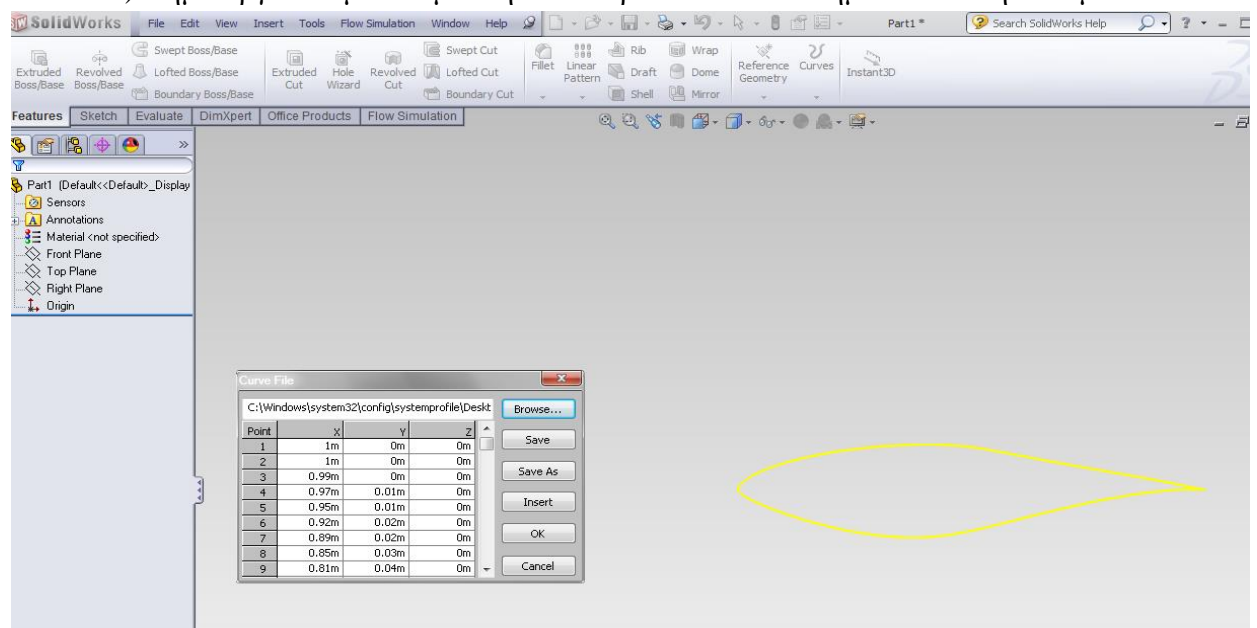 SolidWorks File Edit View Insert Tools Flow Simulation Window Help Part1 * Search SolidWorks Help ?
Extruded Boss/Base
Revolved Boss/Base
Swept Boss/Base
Lofted Boss/Base
Boundary Boss/Base
Extruded Cut
Hole Wizard
Revolved Cut
Swept Cut
Lofted Cut
Boundary Cut
Fillet
Linear Pattern
Rib
Draft
Shell
Wrap
Dome
Mirror
Reference Geometry
Curves
Instant3D
Features Sketch Evaluate DimXpert Office Products Flow Simulation
»
Part1 (Default<<Default>_Display
Sensors
A Annotations
Material <not specified>
Front Plane
Top Plane
Right Plane
Origin
Curve File
C:\Windows\system32\config\systemprofile\Deskt Browse...
Point X Y Z
1 1m 0m 0m
2 1m 0m 0m
3 0.99m 0m 0m
4 0.97m 0.01m 0m
5 0.95m 0.01m 0m
6 0.92m 0.02m 0m
7 0.89m 0.02m 0m
8 0.85m 0.03m 0m
9 0.81m 0.04m 0m
Save
Save As
Insert
OK
Cancel